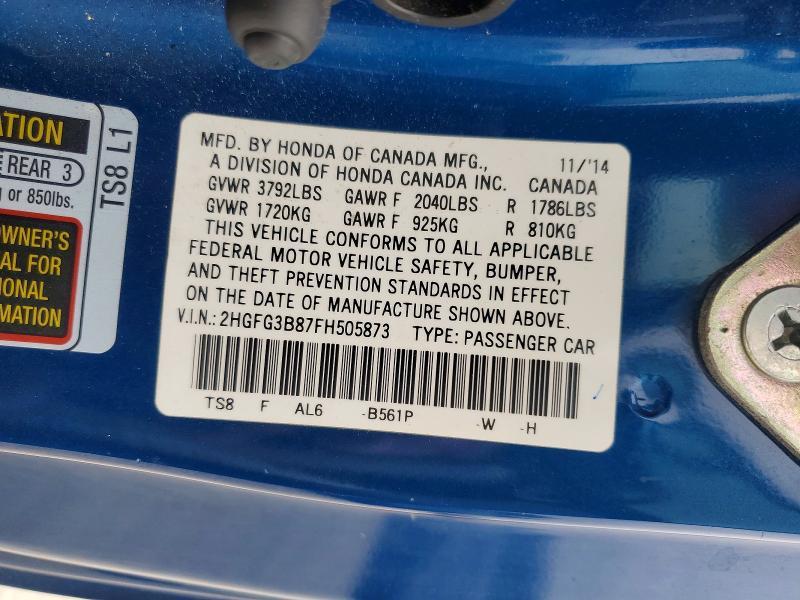 ATION
REAR 3
or 850lbs.
OWNER'S
AL FOR
IONAL
RMATION
TS8 L1
MFD. BY HONDA OF CANADA MFG., 11/'14
A DIVISION OF HONDA CANADA INC. CANADA
GVWR 3792LBS GAWR F 2040LBS R 1786LBS
GVWR 1720KG GAWR F 925KG R 810KG
THIS VEHICLE CONFORMS TO ALL APPLICABLE
FEDERAL MOTOR VEHICLE SAFETY, BUMPER,
AND THEFT PREVENTION STANDARDS IN EFFECT
ON THE DATE OF MANUFACTURE SHOWN ABOVE.
V.I.N.: 2HGFG3B87FH505873 TYPE: PASSENGER CAR
TS8 F AL6 -B561P -W -H